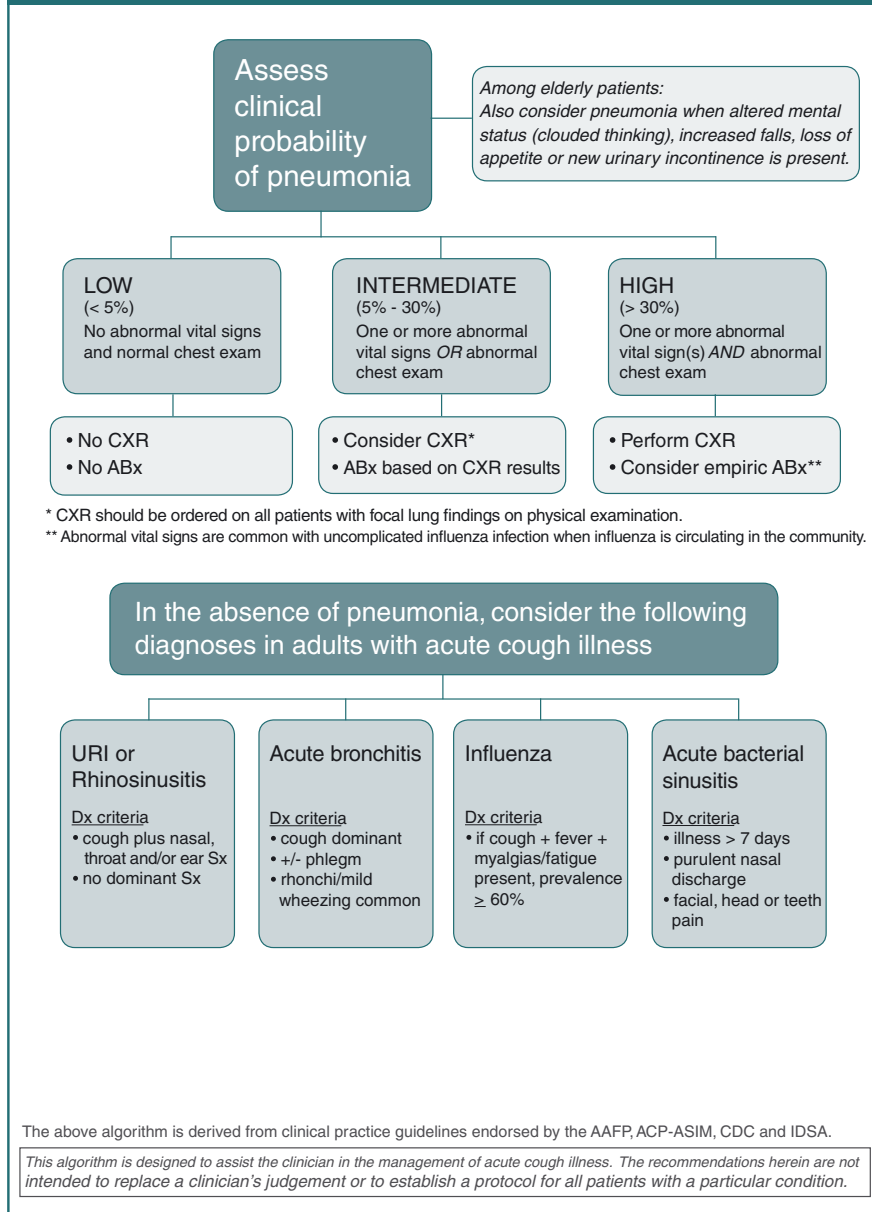 Assess
clinical
probability
of pneumonia
Among elderly patients:
Also consider pneumonia when altered mental
status (clouded thinking), increased falls, loss of
appetite or new urinary incontinence is present.
LOW
(< 5%)
No abnormal vital signs
and normal chest exam
INTERMEDIATE
(5% - 30%)
One or more abnormal
vital signs OR abnormal
chest exam
HIGH
(> 30%)
One or more abnormal
vital sign(s) AND abnormal
chest exam
• No CXR
• No ABx
• Consider CXR*
• ABx based on CXR results
• Perform CXR
• Consider empiric ABx**
* CXR should be ordered on all patients with focal lung findings on physical examination.
** Abnormal vital signs are common with uncomplicated influenza infection when influenza is circulating in the community.
In the absence of pneumonia, consider the following
diagnoses in adults with acute cough illness
URI or
Rhinosinusitis
Dx criteria
• cough plus nasal,
throat and/or ear Sx
• no dominant Sx
Acute bronchitis
Dx criteria
• cough dominant
• +/- phlegm
• rhonchi/mild
wheezing common
Influenza
Dx criteria
• if cough + fever +
myalgias/fatigue
present, prevalence
≥ 60%
Acute bacterial
sinusitis
Dx criteria
• illness > 7 days
• purulent nasal
discharge
• facial, head or teeth
pain
The above algorithm is derived from clinical practice guidelines endorsed by the AAFP, ACP-ASIM, CDC and IDSA.
This algorithm is designed to assist the clinician in the management of acute cough illness. The recommendations herein are not
intended to replace a clinician's judgement or to establish a protocol for all patients with a particular condition.